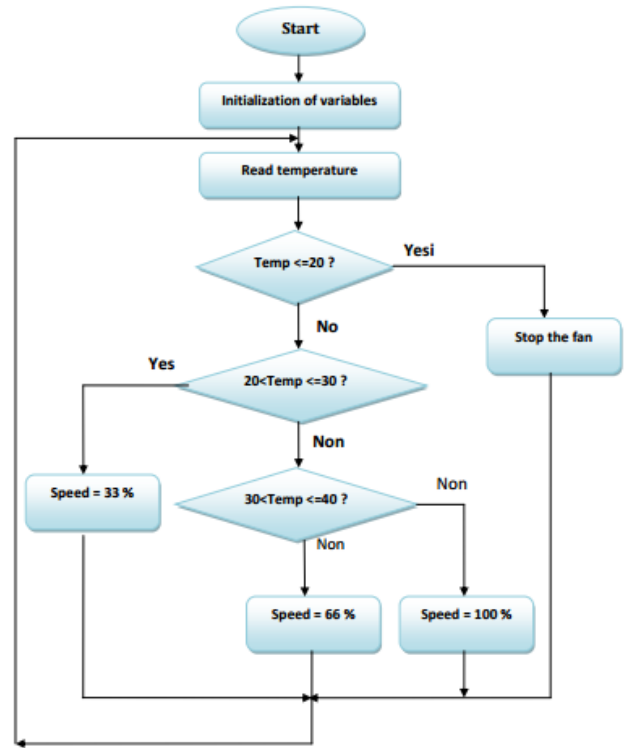 Start
Initialization of variables
Read temperature
Temp <=20 ?
Yesi
No
Stop the fan
Yes
20<Temp <=30 ?
Non
Speed = 33 %
30<Temp <=40 ?
Non
Non
Speed = 66 %
Speed = 100 %